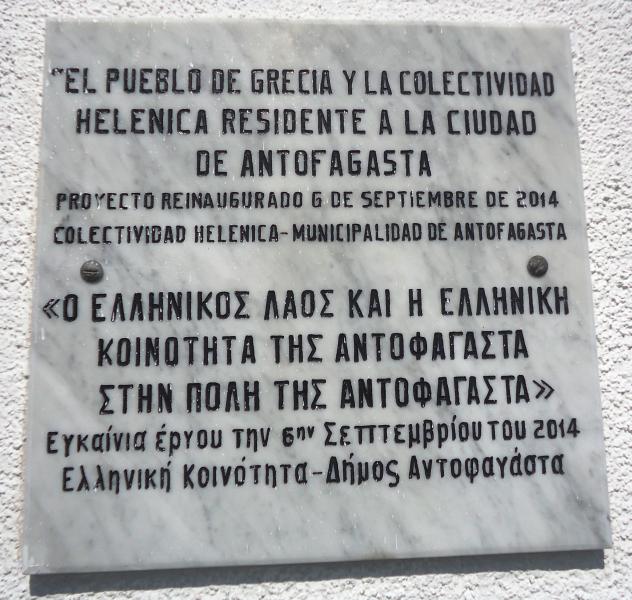 "EL PUEBLO DE GRECIA Y LA COLECTIVIDAD
HELENICA RESIDENTE A LA CIUDAD
DE ANTOFAGASTA
PROYECTO REINAUGURADO 6 DE SEPTIEMBRE DE 2014
COLECTIVIDAD HELENICA-MUNICIPALIDAD DE ANTOFAGASTA
«Ο ΕΛΛΗΝΙΚΟΣ ΛΑΟΣ ΚΑΙ Η ΕΛΛΗΝΙΚΗ
ΚΟΙΝΟΤΗΤΑ ΤΗΣ ΑΝΤΟΦΑΓΑΣΤΑ
ΣΤΗΝ ΠΟΛΗ ΤΗΣ ΑΝΤΟΦΑΓΑΣΤΑ»
Εγκαίνια έργου την 6ην Σεπτεμβρίου του 2014
Ελληνική Κοινότητα-Δήμος Αντοφαγάστα